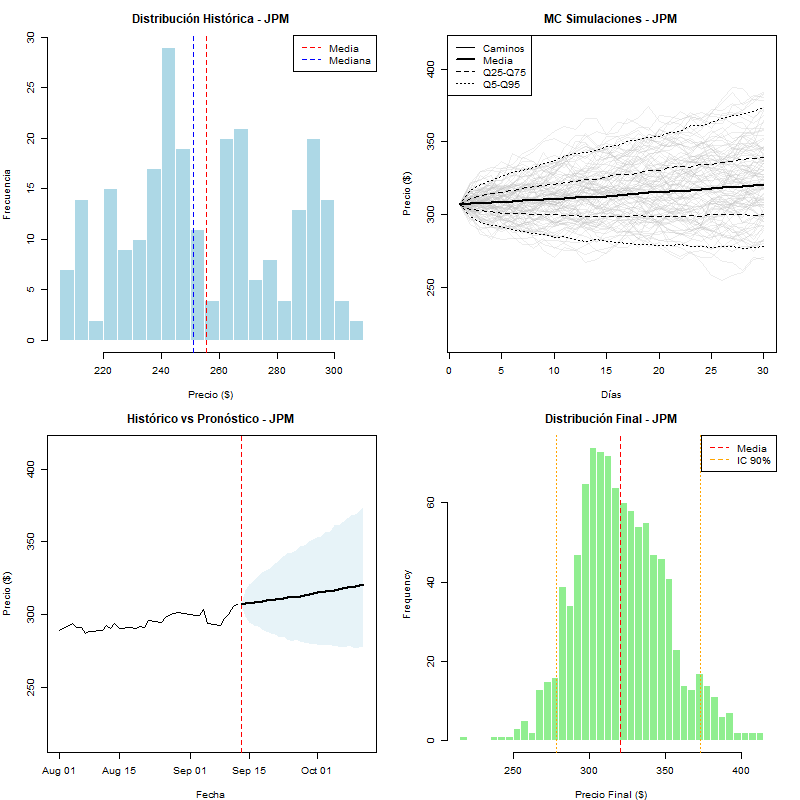 Distribución Histórica - JPM
Frecuencia
0
5
10
15
20
25
30
Media
Mediana
220
240
260
280
300
Precio ($)
MC Simulaciones - JPM
Precio ($)
250
300
350
400
Caminos
Media
Q25-Q75
Q5-Q95
0
5
10
15
20
25
30
Días
Histórico vs Pronóstico - JPM
Precio ($)
250
300
350
400
Aug 01
Aug 15
Sep 01
Sep 15
Oct 01
Fecha
Distribución Final - JPM
Frequency
0
20
40
60
Media
IC 90%
250
300
350
400
Precio Final ($)